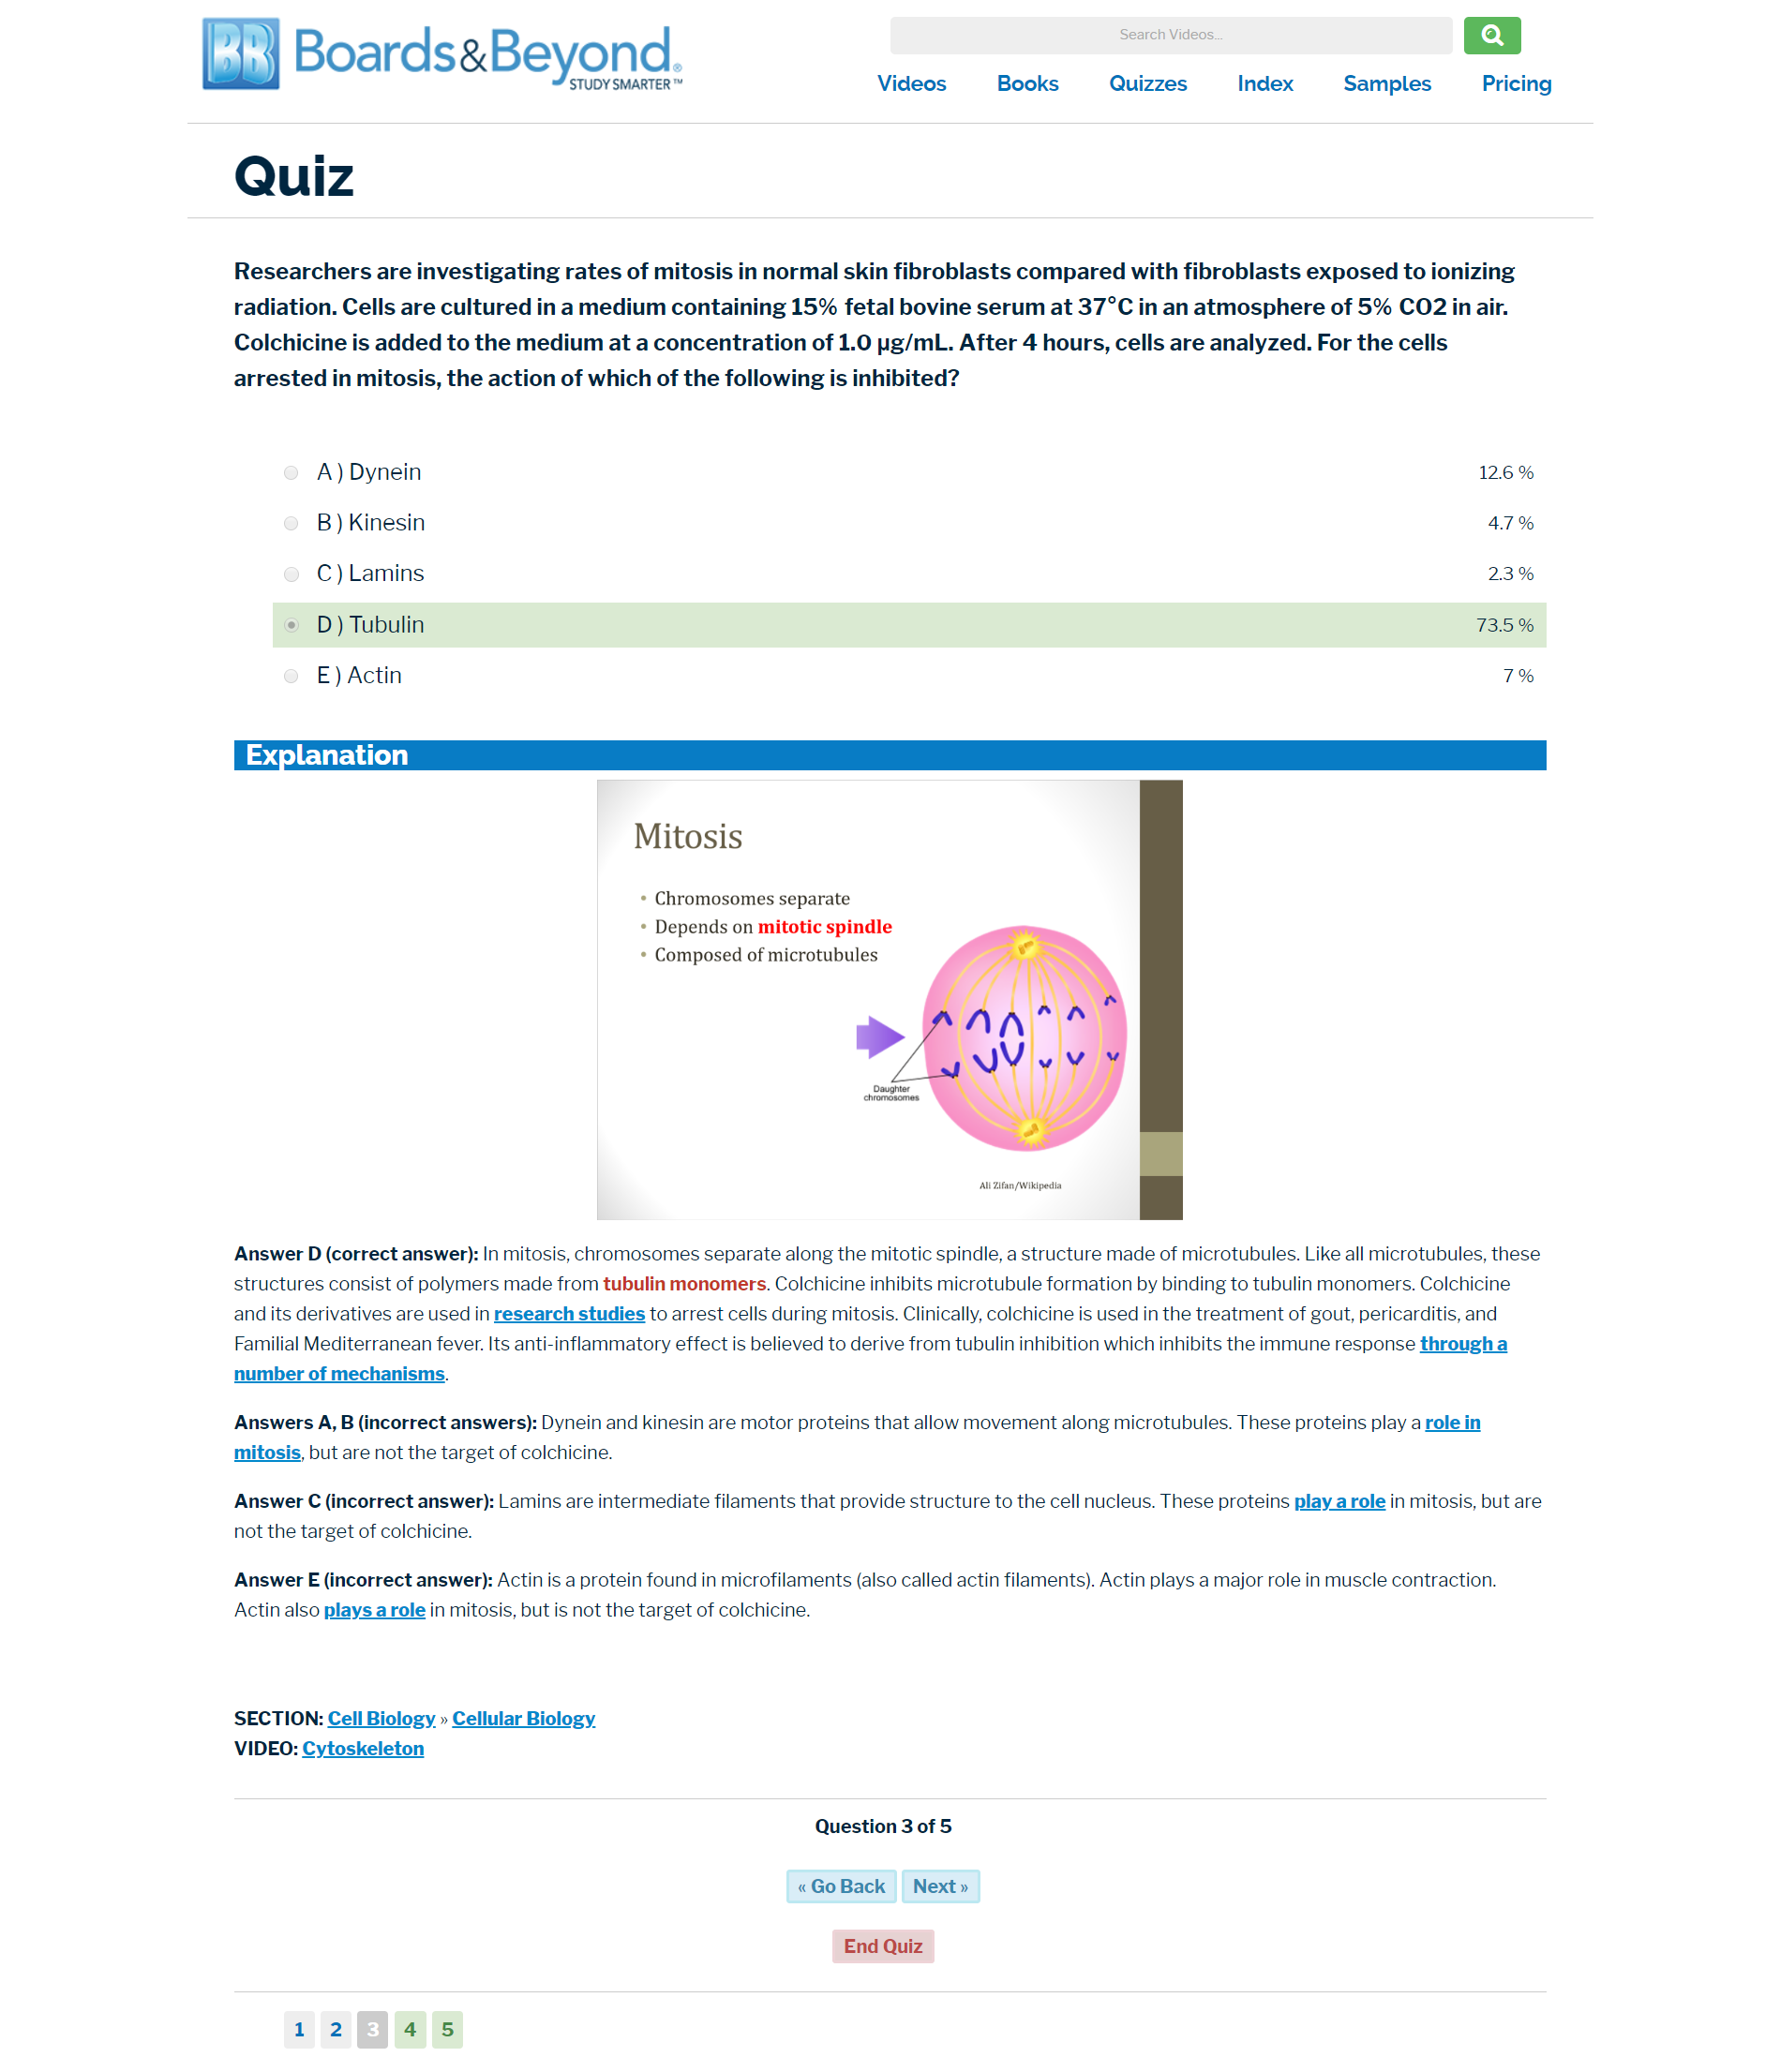 BB Boards&Beyond®
STUDY SMARTER™
Search Videos...
Videos Books Quizzes Index Samples Pricing
Quiz
Researchers are investigating rates of mitosis in normal skin fibroblasts compared with fibroblasts exposed to ionizing
radiation. Cells are cultured in a medium containing 15% fetal bovine serum at 37°C in an atmosphere of 5% CO2 in air.
Colchicine is added to the medium at a concentration of 1.0 µg/mL. After 4 hours, cells are analyzed. For the cells
arrested in mitosis, the action of which of the following is inhibited?
A ) Dynein 12.6 %
B ) Kinesin 4.7 %
C ) Lamins 2.3 %
D ) Tubulin 73.5 %
E ) Actin 7 %
Explanation
Mitosis
• Chromosomes separate
• Depends on mitotic spindle
• Composed of microtubules
Daughter
chromosomes
Ali Zifan/Wikipedia
Answer D (correct answer): In mitosis, chromosomes separate along the mitotic spindle, a structure made of microtubules. Like all microtubules, these
structures consist of polymers made from tubulin monomers. Colchicine inhibits microtubule formation by binding to tubulin monomers. Colchicine
and its derivatives are used in research studies to arrest cells during mitosis. Clinically, colchicine is used in the treatment of gout, pericarditis, and
Familial Mediterranean fever. Its anti-inflammatory effect is believed to derive from tubulin inhibition which inhibits the immune response through a
number of mechanisms.
Answers A, B (incorrect answers): Dynein and kinesin are motor proteins that allow movement along microtubules. These proteins play a role in
mitosis, but are not the target of colchicine.
Answer C (incorrect answer): Lamins are intermediate filaments that provide structure to the cell nucleus. These proteins play a role in mitosis, but are
not the target of colchicine.
Answer E (incorrect answer): Actin is a protein found in microfilaments (also called actin filaments). Actin plays a major role in muscle contraction.
Actin also plays a role in mitosis, but is not the target of colchicine.
SECTION: Cell Biology » Cellular Biology
VIDEO: Cytoskeleton
Question 3 of 5
« Go Back Next »
End Quiz
1 2 3 4 5